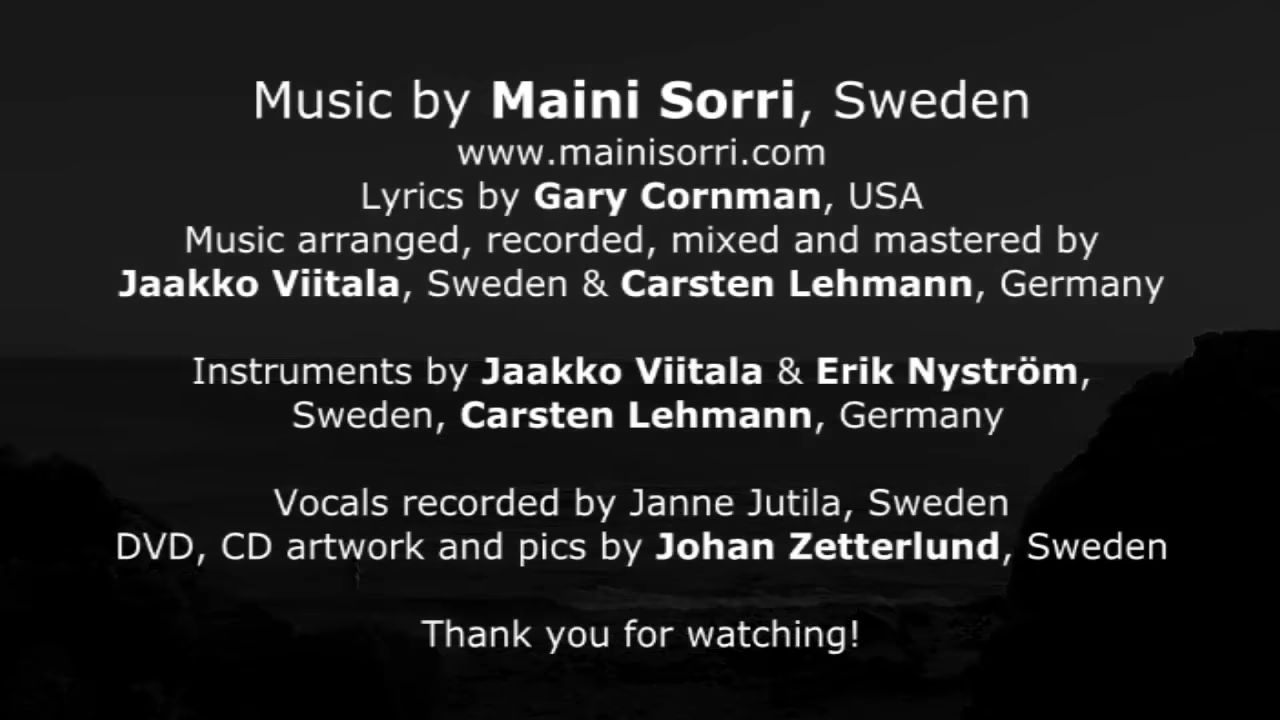 Music by Maini Sorri, Sweden
www.mainisorri.com
Lyrics by Gary Cornman, USA
Music arranged, recorded, mixed and mastered by
Jaakko Viitala, Sweden & Carsten Lehmann, Germany
Instruments by Jaakko Viitala & Erik Nyström,
Sweden, Carsten Lehmann, Germany
Vocals recorded by Janne Jutila, Sweden
DVD, CD artwork and pics by Johan Zetterlund, Sweden
Thank you for watching!